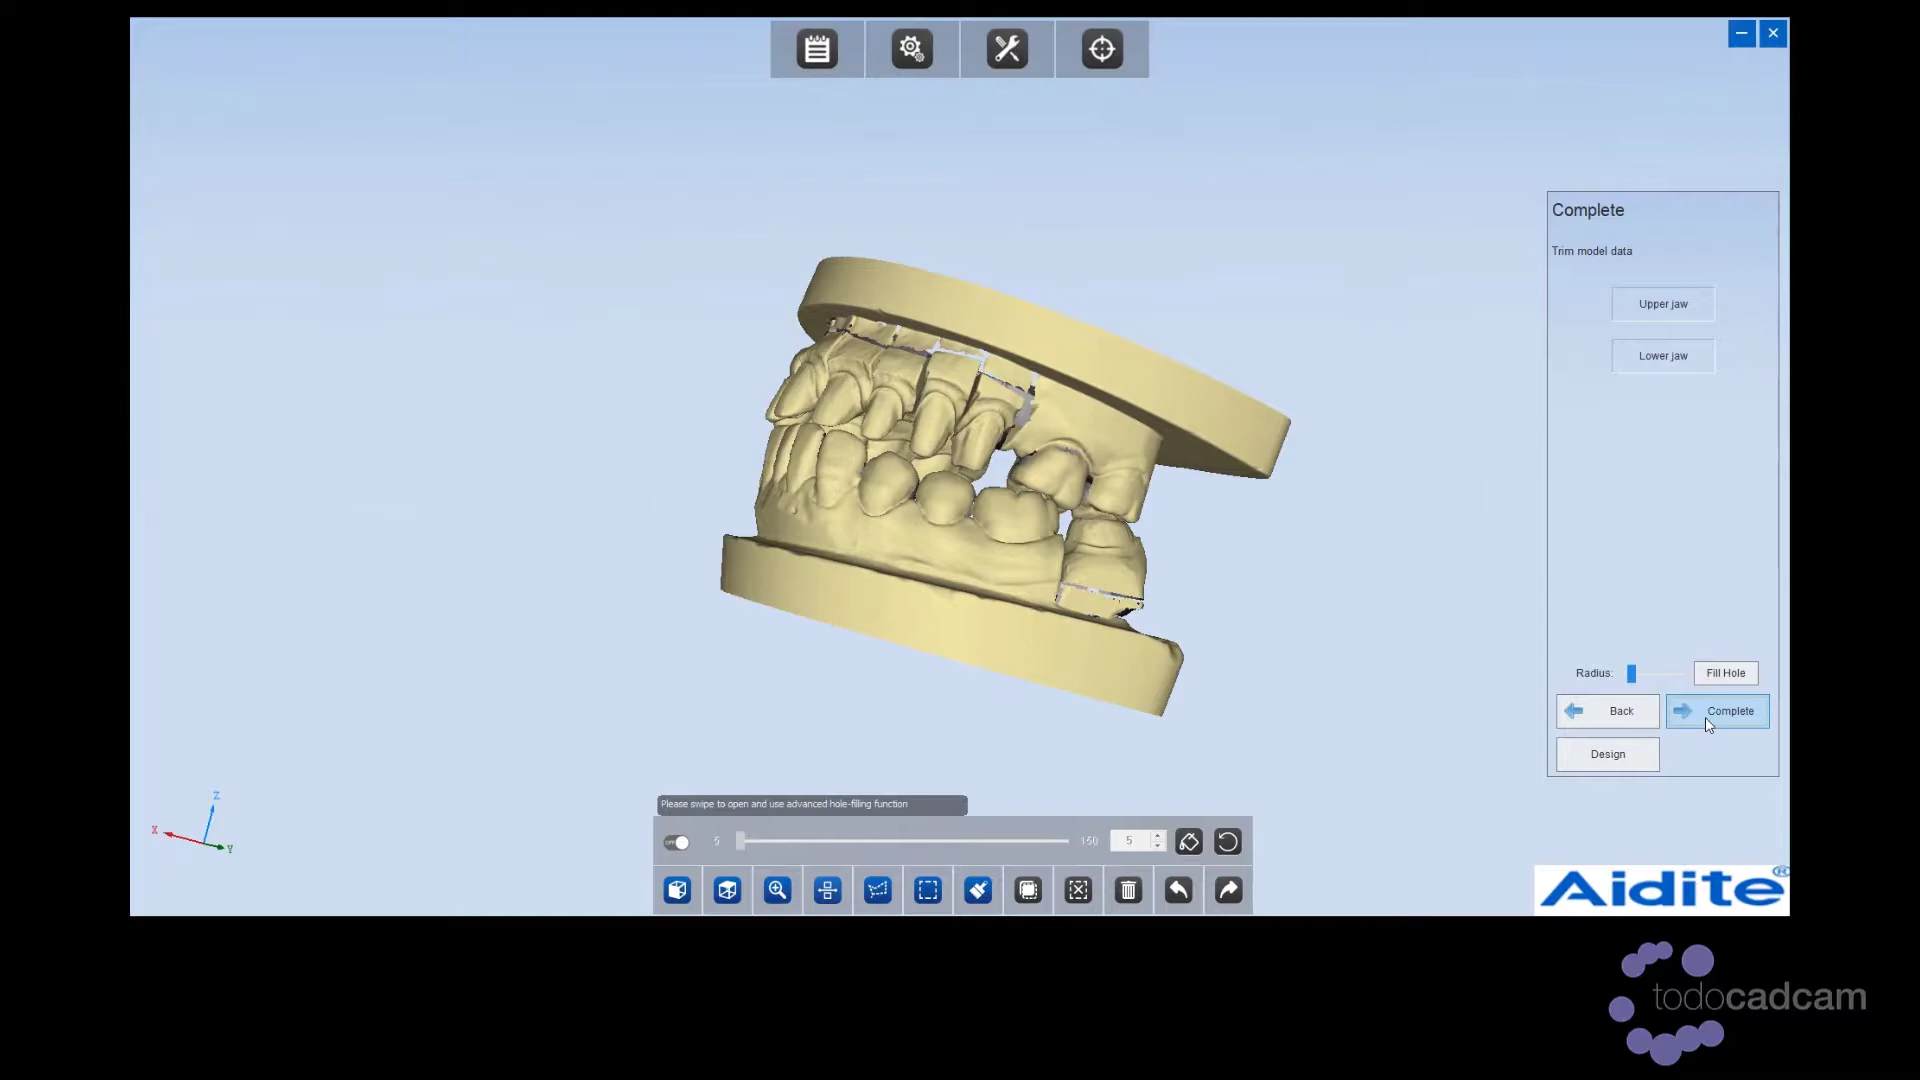 Complete
Trim model data
Upper jaw
Lower jaw
Radius:
Fill Hole
Back
Complete
Design
Z
X
Y
Please swipe to open and use advanced hole-filling function
OFF
5
150
5
Aidite®
todocadcam